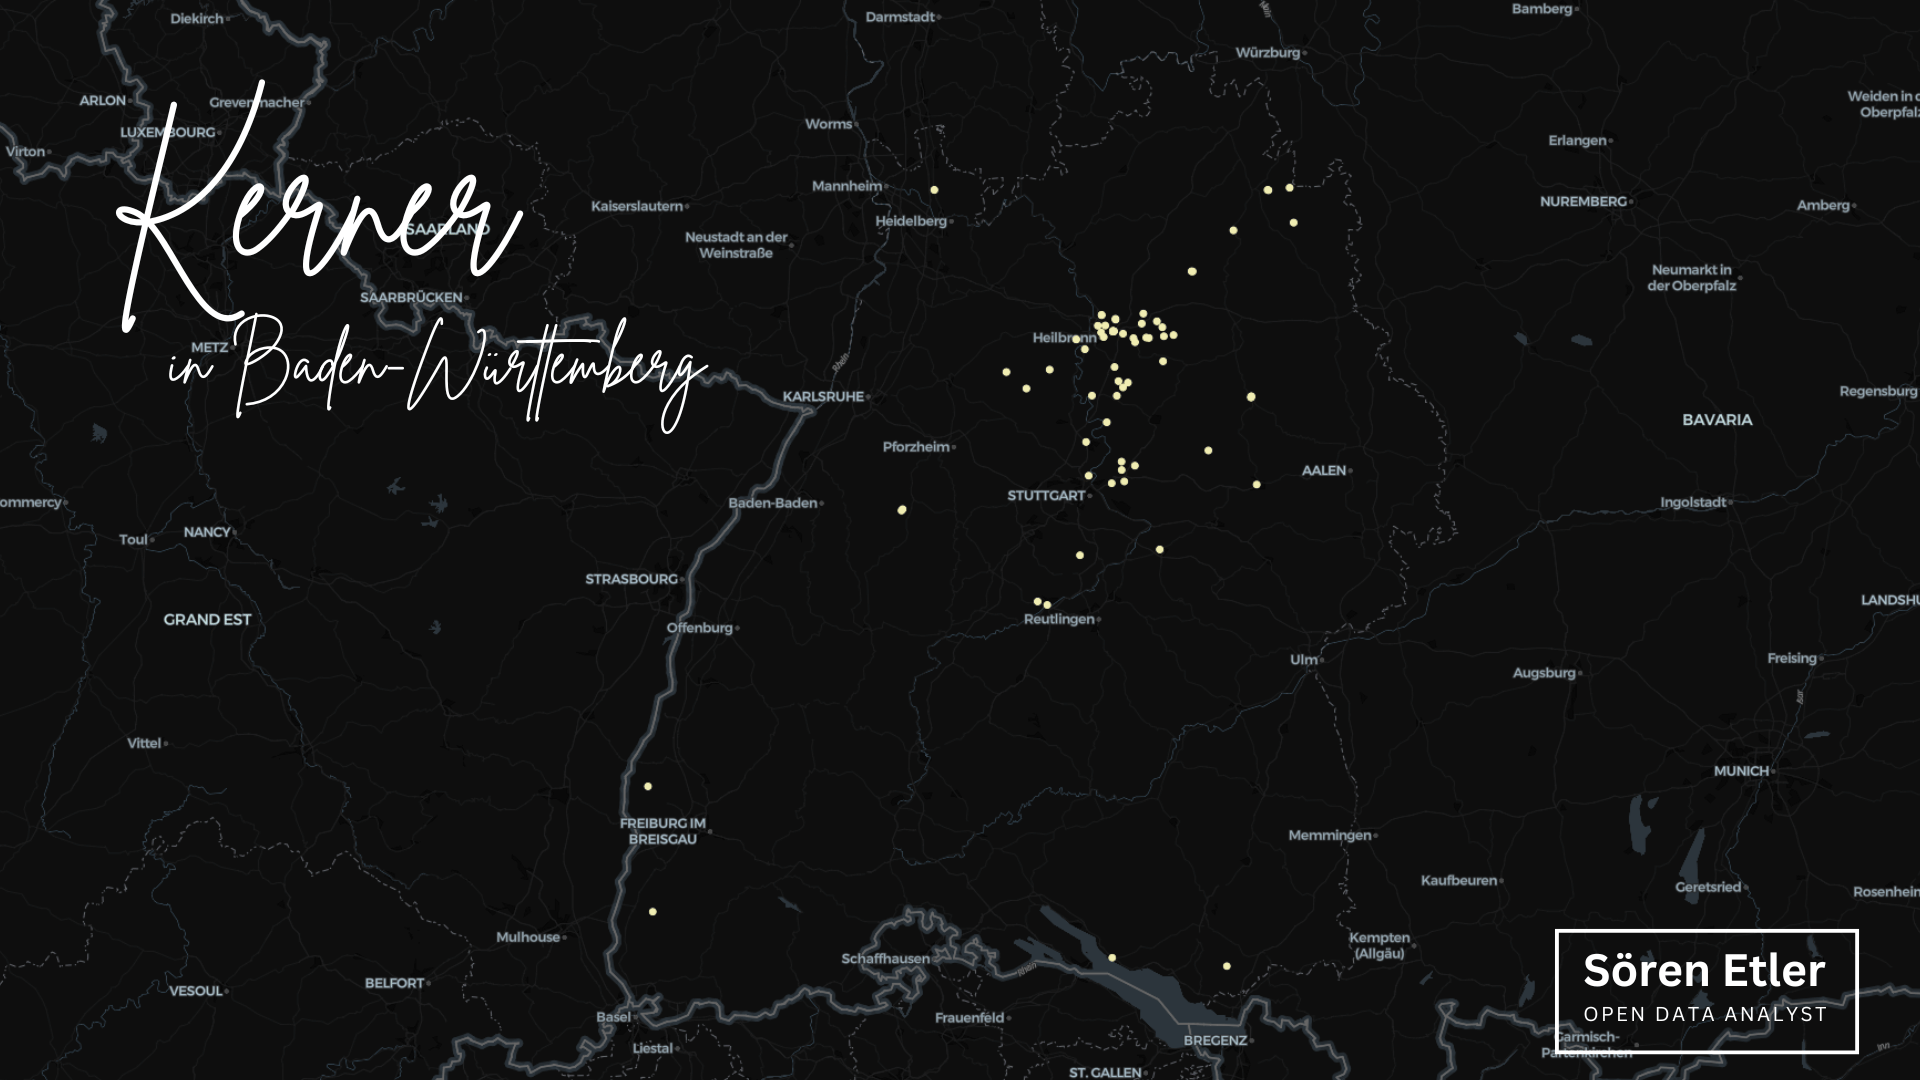 Kerner
in Baden-Württemberg
Diekirch
Darmstadt
Bamberg
Würzburg
ARLON
Grevenmacher
Weiden in d
Oberpfalz
LUXEMBOURG
Worms
Erlangen
Virton
Mannheim
Kaiserslautern
NUREMBERG
Amberg
Heidelberg
SAARLAND
Neustadt an der
Weinstraße
Neumarkt in
der Oberpfalz
SAARBRÜCKEN
Heilbronn
METZ
Rhein
KARLSRUHE
Regensburg
BAVARIA
Pforzheim
AALEN
STUTTGART
ommercy
Baden-Baden
Ingolstadt
NANCY
Toul
STRASBOURG
LANDSHU
GRAND EST
Reutlingen
Offenburg
Ulm
Freising
Augsburg
Isar
Vittel
MUNICH
FREIBURG IM
BREISGAU
Memmingen
Kaufbeuren
Geretsried
Rosenheim
Mulhouse
Kempten
(Allgäu)
Schaffhausen
Rhein
BELFORT
VESOUL
Basel
Frauenfeld
Liestal
BREGENZ
ST. GALLEN
Garmisch-
Partenkirchen
Inn
Sören Etler
OPEN DATA ANALYST